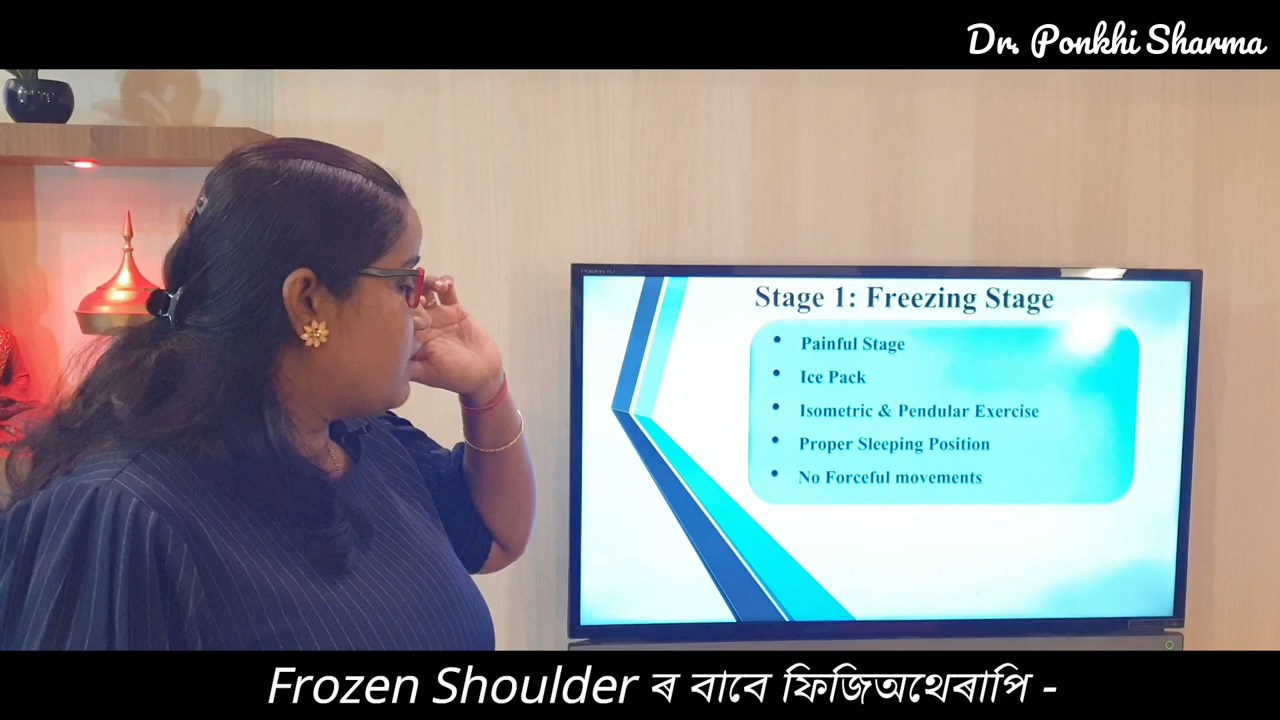 Dr. Ponkhi Sharma
Stage 1: Freezing Stage
• Painful Stage
• Ice Pack
• Isometric & Pendular Exercise
• Proper Sleeping Position
• No Forceful movements
Frozen Shoulder ৰ বাবে ফিজিঅথেৰাপি -